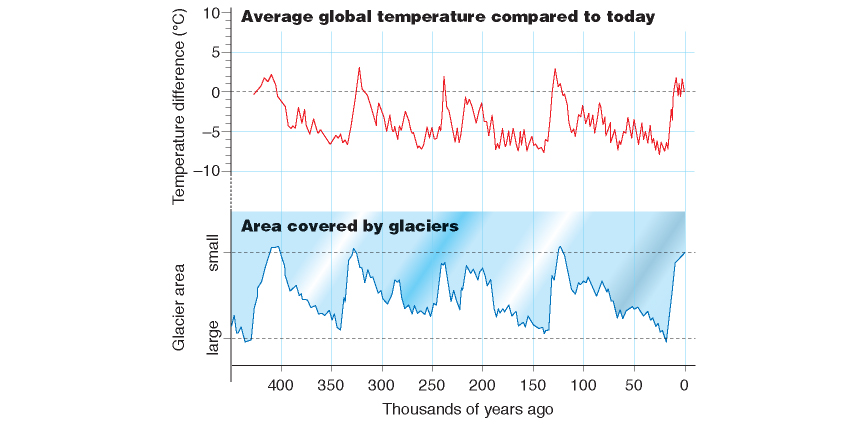 Average global temperature compared to today
Temperature difference (°C)
10
5
0
−5
−10
Area covered by glaciers
Glacier area
small
large
400 350 300 250 200 150 100 50 0
Thousands of years ago